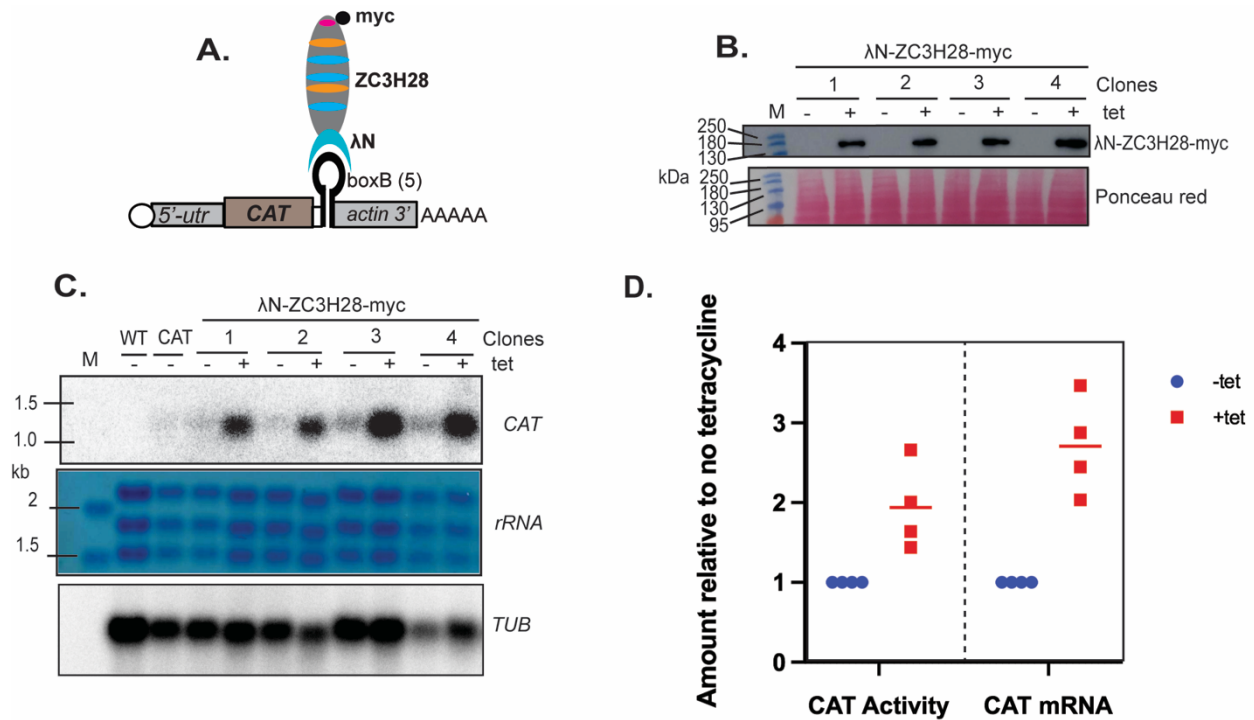 A.
myc
ZC3H28
λN
boxB (5)
5'-utr CAT actin 3' AAAAA
B.
λN-ZC3H28-myc
1 2 3 4 Clones
M - + - + - + - + tet
250
180
130
λN-ZC3H28-myc
kDa
250
180
130
95
Ponceau red
C.
λN-ZC3H28-myc
WT CAT 1 2 3 4 Clones
M - - - + - + - + - + tet
1.5
1.0
CAT
kb
2
1.5
rRNA
TUB
D.
Amount relative to no tetracycline
4
3
2
1
0
CAT Activity CAT mRNA
-tet
+tet